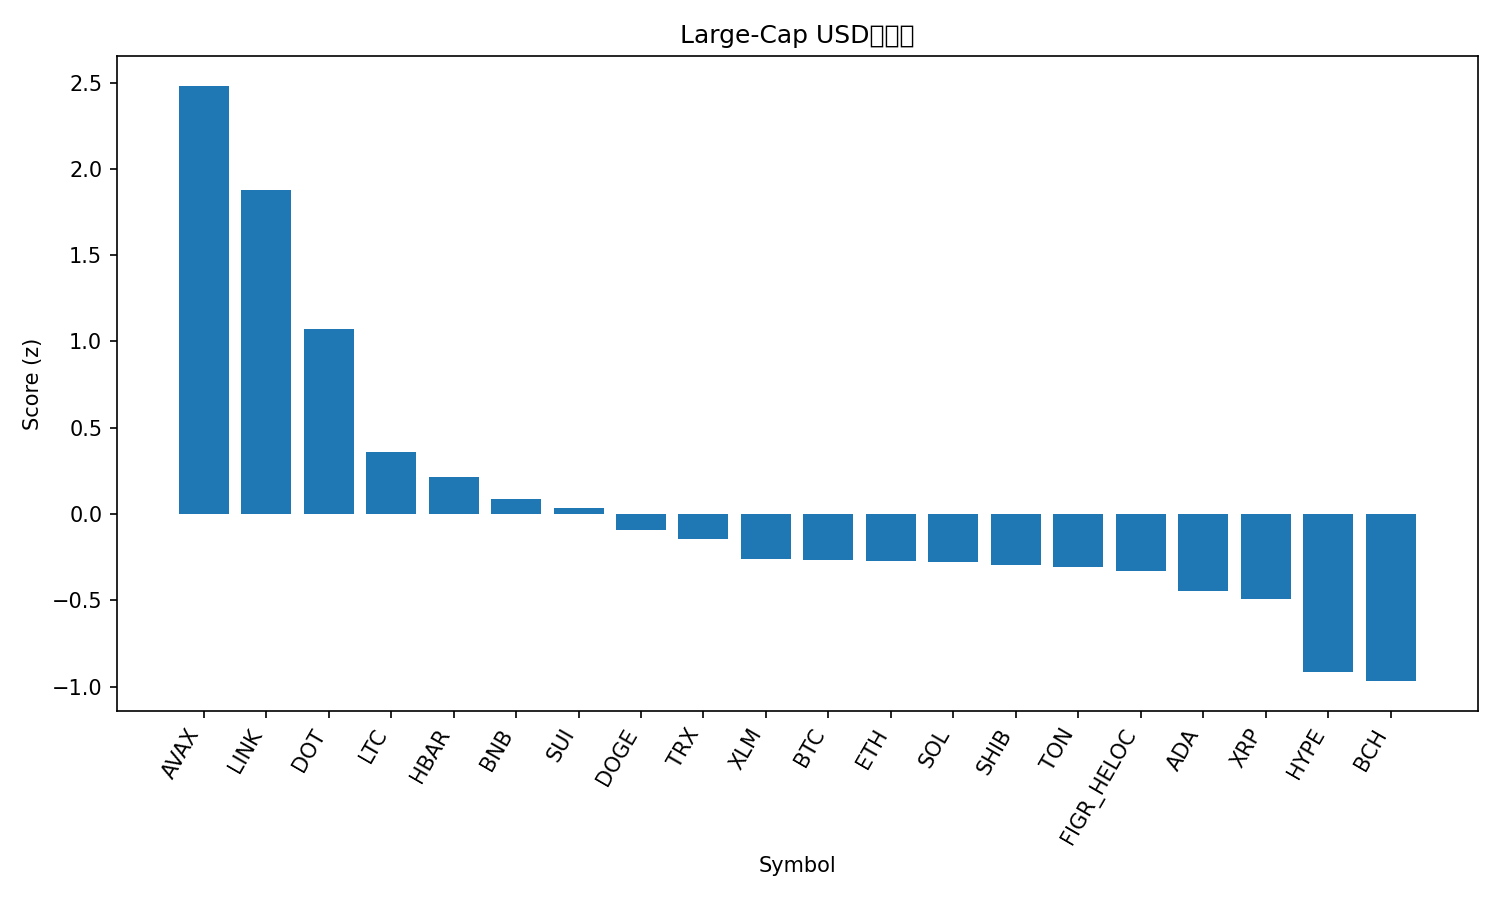 Large-Cap USD
2.5
2.0
1.5
1.0
0.5
0.0
−0.5
−1.0
Score (z)
AVAX
LINK
DOT
LTC
HBAR
BNB
SUI
DOGE
TRX
XLM
BTC
ETH
SOL
SHIB
TON
FIGR_HELOC
ADA
XRP
HYPE
BCH
Symbol